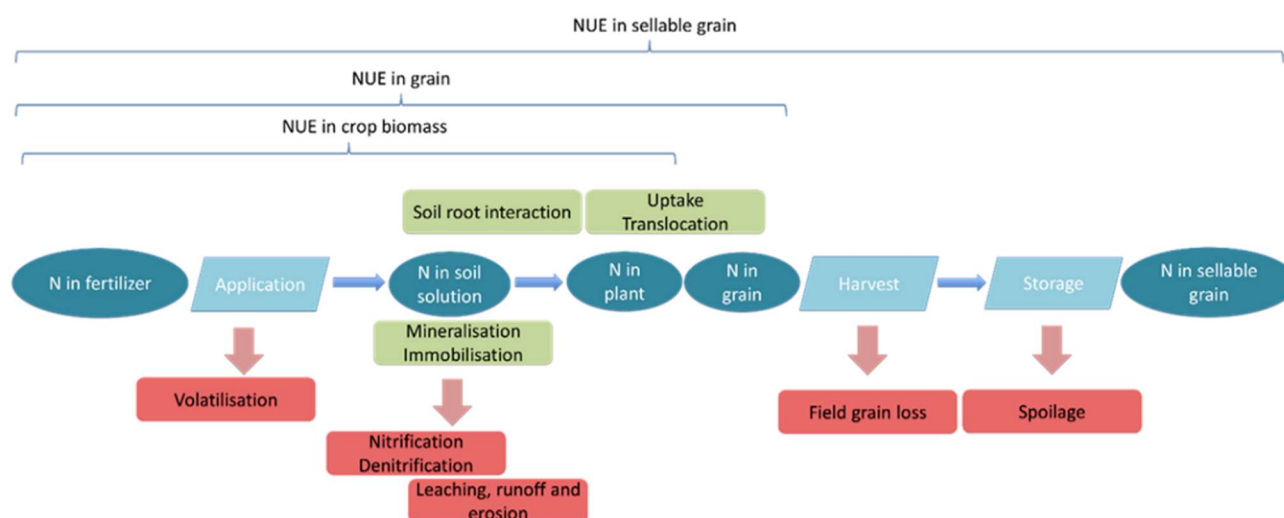 NUE in sellable grain
NUE in grain
NUE in crop biomass
Soil root interaction
Uptake
Translocation
N in fertilizer
Application
N in soil
solution
N in
plant
N in
grain
Harvest
Storage
N in sellable
grain
Mineralisation
Immobilisation
Volatilisation
Field grain loss
Spoilage
Nitrification
Denitrification
Leaching, runoff and
erosion